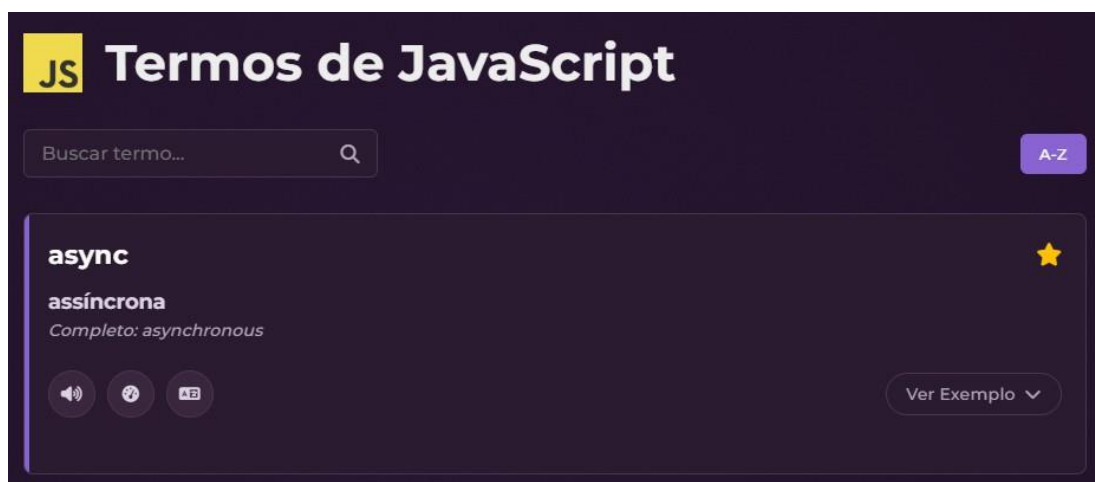 JS Termos de JavaScript
Buscar termo...
A-Z
async
assíncrona
Completo: asynchronous
Ver Exemplo